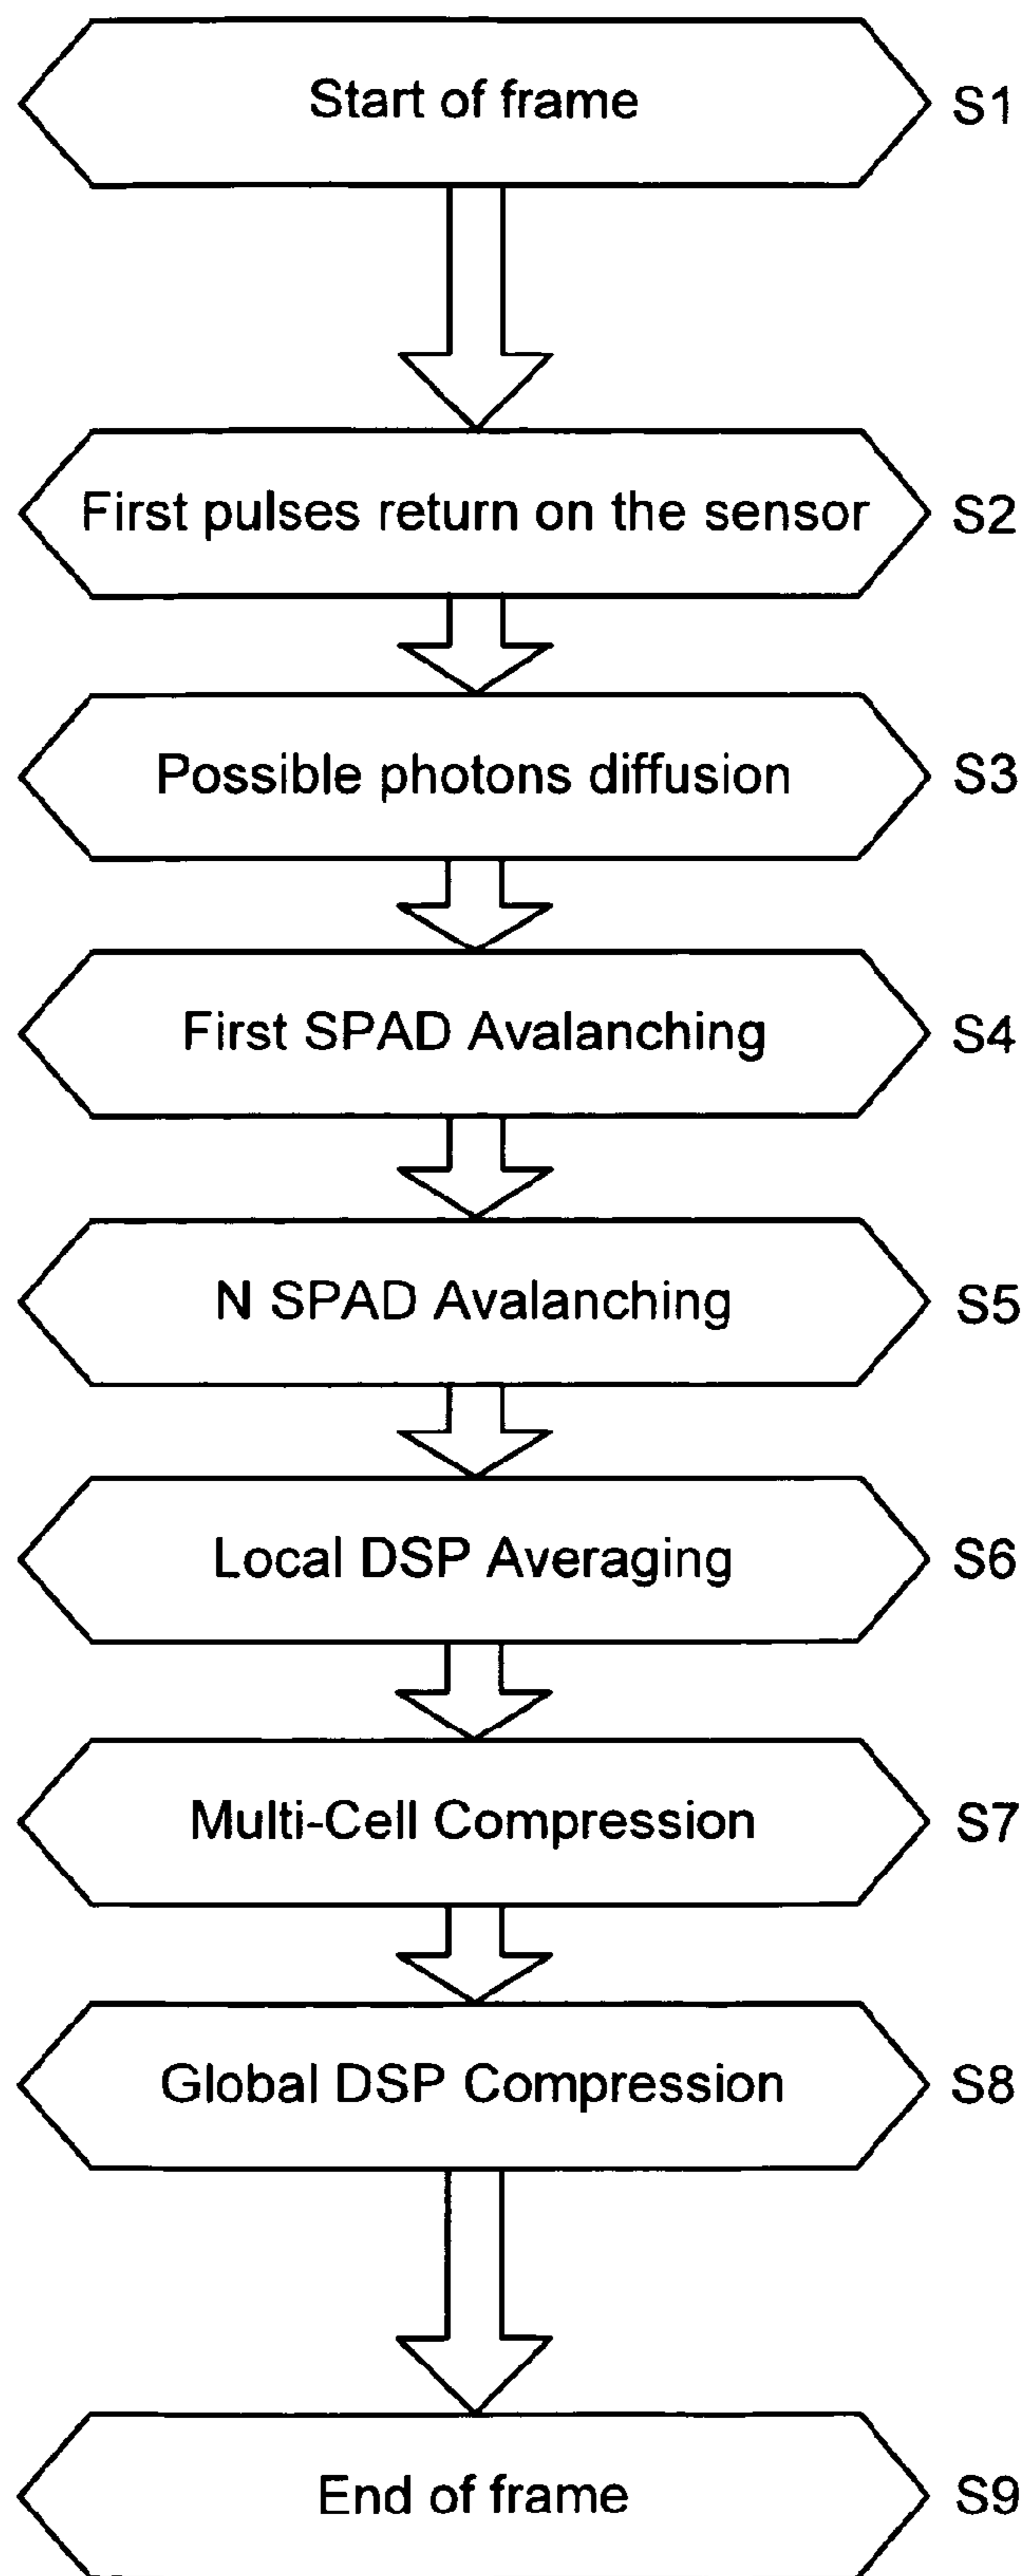 Start of frame S1
First pulses return on the sensor S2
Possible photons diffusion S3
First SPAD Avalanching S4
N SPAD Avalanching S5
Local DSP Averaging S6
Multi-Cell Compression S7
Global DSP Compression S8
End of frame S9